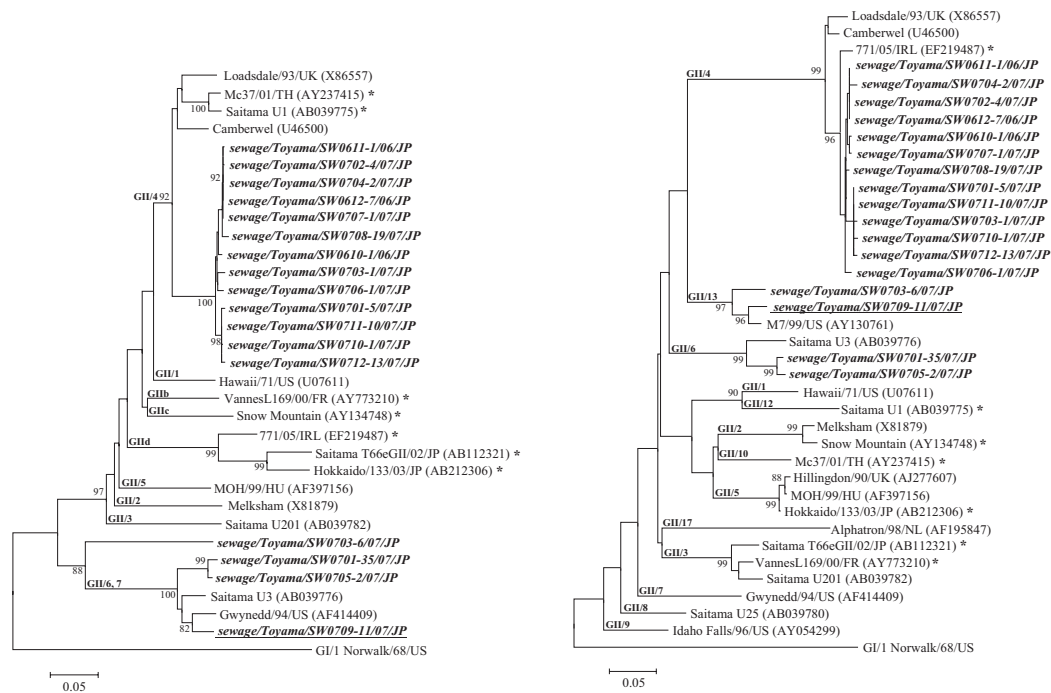 Loadsdale/93/UK (X86557)
Mc37/01/TH (AY237415) *
100
Saitama U1 (AB039775) *
Camberwel (U46500)
sewage/Toyama/SW0611-1/06/JP
sewage/Toyama/SW0702-4/07/JP
92
sewage/Toyama/SW0704-2/07/JP
GII/4 92
sewage/Toyama/SW0612-7/06/JP
sewage/Toyama/SW0707-1/07/JP
sewage/Toyama/SW0708-19/07/JP
sewage/Toyama/SW0610-1/06/JP
sewage/Toyama/SW0703-1/07/JP
sewage/Toyama/SW0706-1/07/JP
100
sewage/Toyama/SW0701-5/07/JP
sewage/Toyama/SW0711-10/07/JP
98
sewage/Toyama/SW0710-1/07/JP
sewage/Toyama/SW0712-13/07/JP
GII/1
Hawaii/71/US (U07611)
GIIb
VannesL169/00/FR (AY773210) *
GIIc
Snow Mountain (AY134748) *
GIId
771/05/IRL (EF219487) *
99
Saitama T66eGII/02/JP (AB112321) *
99
Hokkaido/133/03/JP (AB212306) *
GII/5
MOH/99/HU (AF397156)
97
GII/2
Melksham (X81879)
GII/3
Saitama U201 (AB039782)
sewage/Toyama/SW0703-6/07/JP
88
99
sewage/Toyama/SW0701-35/07/JP
GII/6, 7
sewage/Toyama/SW0705-2/07/JP
100
Saitama U3 (AB039776)
Gwynedd/94/US (AF414409)
82
sewage/Toyama/SW0709-11/07/JP
GI/1 Norwalk/68/US
0.05
Loadsdale/93/UK (X86557)
Camberwel (U46500)
99
771/05/IRL (EF219487) *
GII/4
sewage/Toyama/SW0611-1/06/JP
sewage/Toyama/SW0704-2/07/JP
sewage/Toyama/SW0702-4/07/JP
sewage/Toyama/SW0612-7/06/JP
96
sewage/Toyama/SW0610-1/06/JP
sewage/Toyama/SW0707-1/07/JP
sewage/Toyama/SW0708-19/07/JP
sewage/Toyama/SW0701-5/07/JP
sewage/Toyama/SW0711-10/07/JP
sewage/Toyama/SW0703-1/07/JP
sewage/Toyama/SW0710-1/07/JP
sewage/Toyama/SW0712-13/07/JP
sewage/Toyama/SW0706-1/07/JP
GII/13
sewage/Toyama/SW0703-6/07/JP
97
sewage/Toyama/SW0709-11/07/JP
96
M7/99/US (AY130761)
GII/6
Saitama U3 (AB039776)
99
sewage/Toyama/SW0701-35/07/JP
99
sewage/Toyama/SW0705-2/07/JP
90
GII/1
Hawaii/71/US (U07611)
GII/12
Saitama U1 (AB039775) *
GII/2
99
Melksham (X81879)
Snow Mountain (AY134748) *
GII/10
Mc37/01/TH (AY237415) *
88
Hillingdon/90/UK (AJ277607)
GII/5
MOH/99/HU (AF397156)
99
Hokkaido/133/03/JP (AB212306) *
GII/17
Alphatron/98/NL (AF195847)
GII/3
Saitama T66eGII/02/JP (AB112321) *
99
VannesL169/00/FR (AY773210) *
Saitama U201 (AB039782)
GII/7
Gwynedd/94/US (AF414409)
GII/8
Saitama U25 (AB039780)
GII/9
Idaho Falls/96/US (AY054299)
GI/1 Norwalk/68/US
0.05